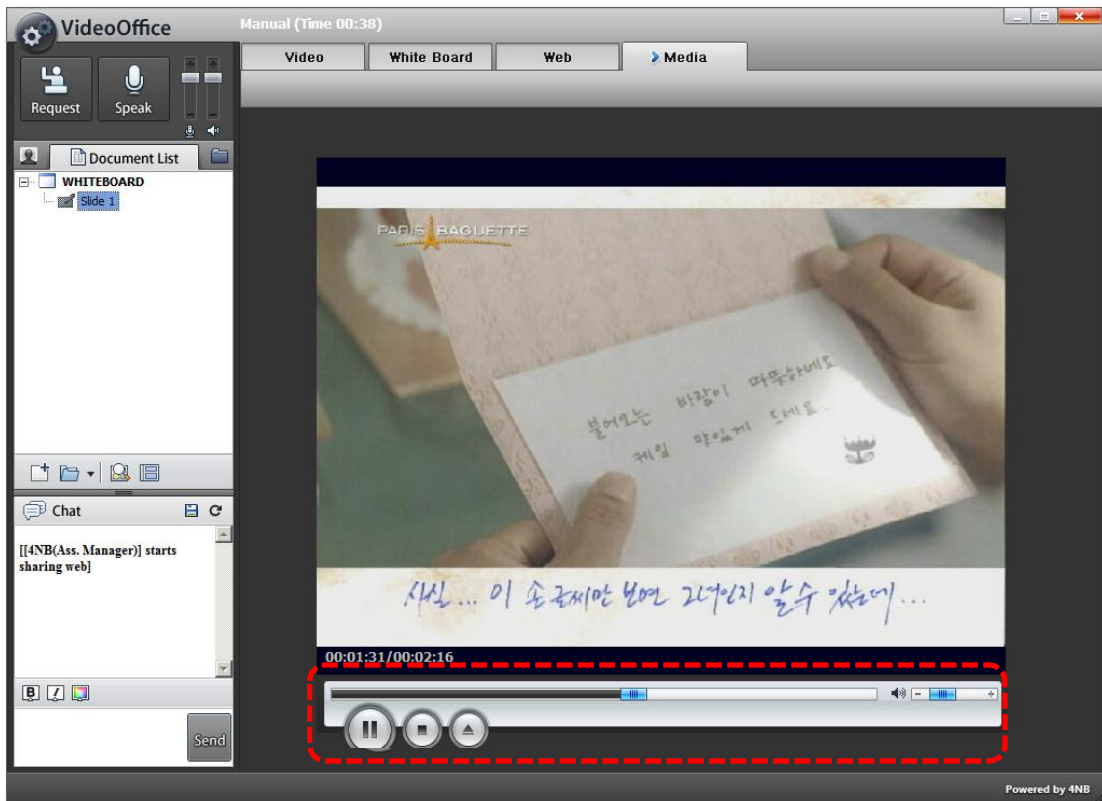 VideoOffice
Manual (Time 00:38)
Video
White Board
Web
Media
Request
Speak
Document List
WHITEBOARD
Slide 1
PARIS BAGUETTE
불어오는 바람이 따뜻하네요
케잌 맛있게 드세요.
사실... 이 손글씨만 보면 그녀인지 알 수 있는데...
Chat
[[4NB(Ass. Manager)] starts
sharing web]
00:01:31/00:02:16
B
I
Send
Powered by 4NB